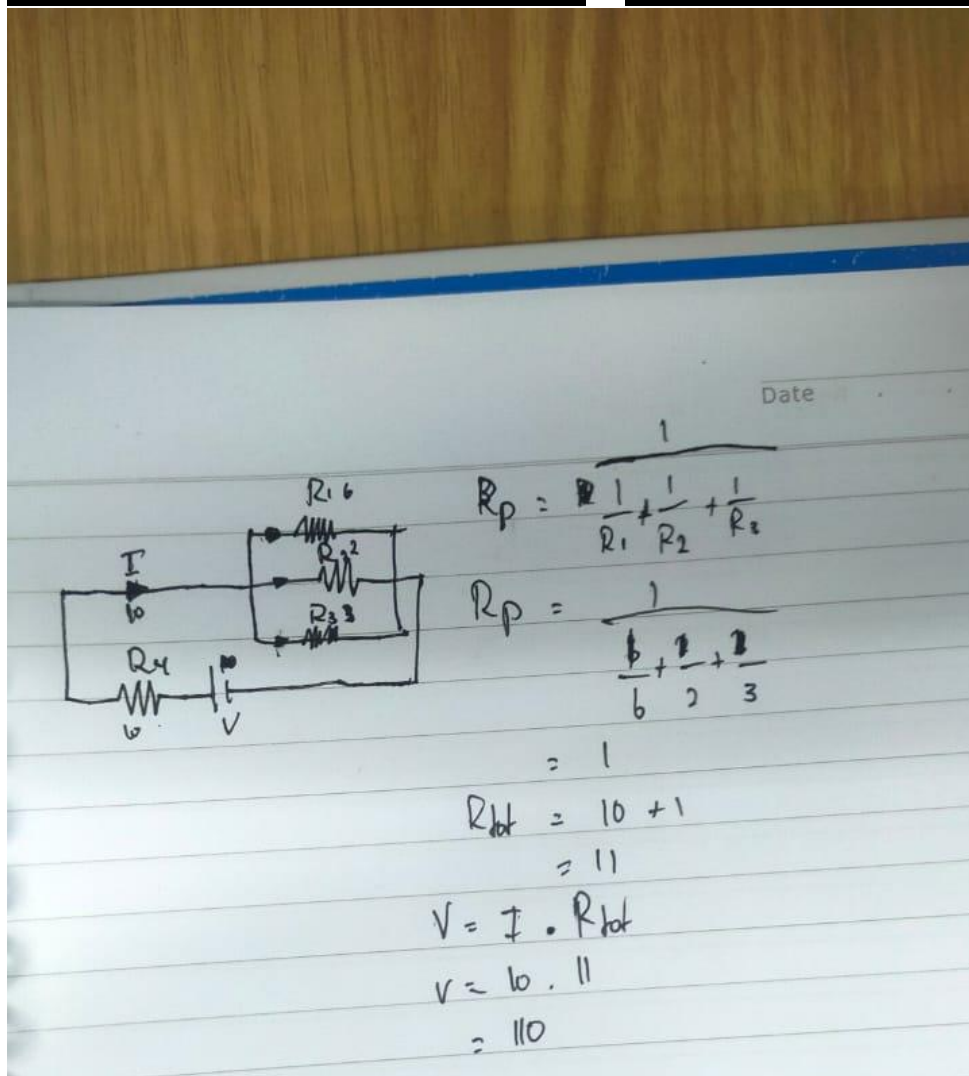 Date
R1 6
R2 2
R3 3
I
10
R4
10
V
Rp = 1 / (1/R1 + 1/R2 + 1/R3)
Rp = 1 / (1/6 + 1/2 + 1/3)
= 1
Rtot = 10 + 1
= 11
V = I . Rtot
V = 10 . 11
= 110